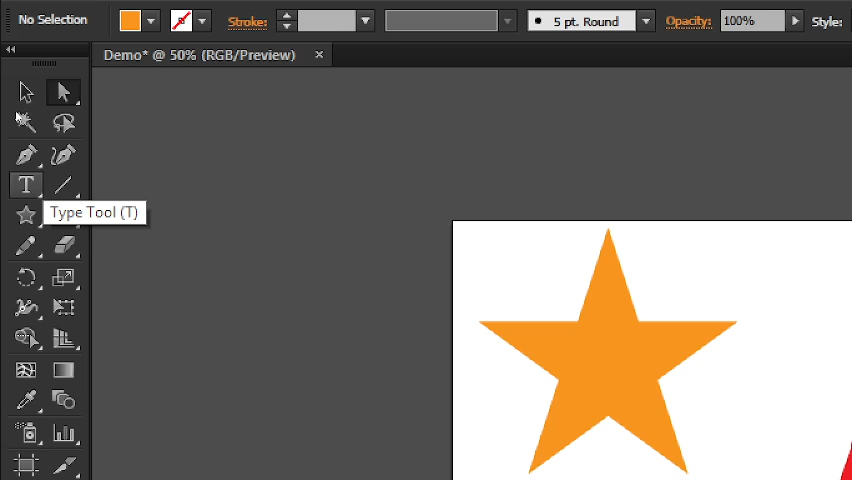 No Selection
Stroke:
5 pt. Round
Opacity:
100%
Style:
Demo* @ 50% (RGB/Preview)
T
Type Tool (T)